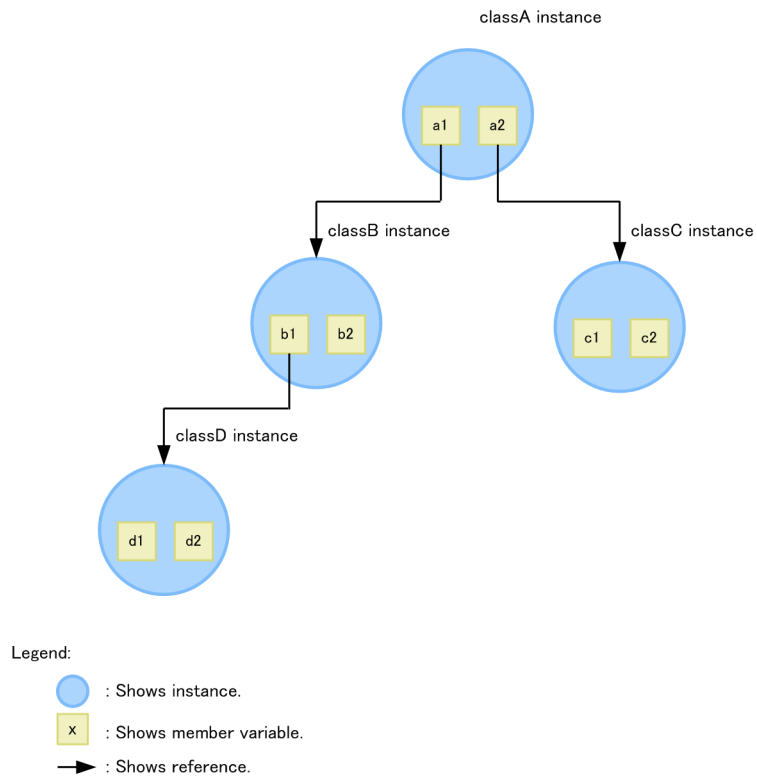 classA instance
a1 a2
classB instance
classC instance
b1 b2
c1 c2
classD instance
d1 d2
Legend:
: Shows instance.
x : Shows member variable.
: Shows reference.